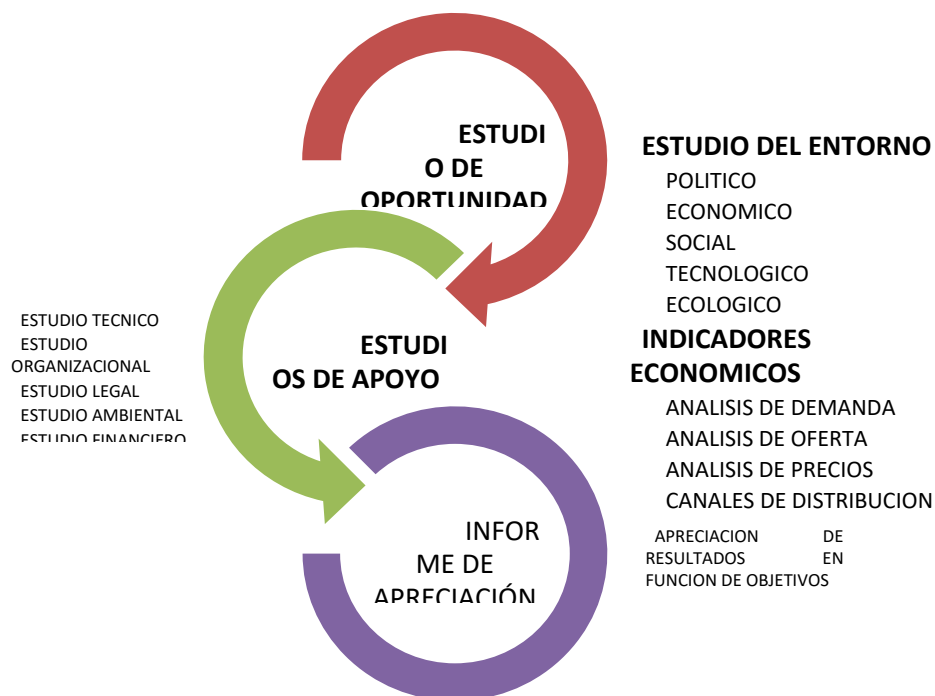 ESTUDI
O DE
OPORTUNIDAD
ESTUDIO DEL ENTORNO
POLITICO
ECONOMICO
SOCIAL
TECNOLOGICO
ECOLOGICO
INDICADORES
ECONOMICOS
ANALISIS DE DEMANDA
ANALISIS DE OFERTA
ANALISIS DE PRECIOS
CANALES DE DISTRIBUCION
ESTUDIO TECNICO
ESTUDIO
ORGANIZACIONAL
ESTUDIO LEGAL
ESTUDIO AMBIENTAL
ESTUDIO FINANCIERO
ESTUDI
OS DE APOYO
INFOR
ME DE
APRECIACIÓN
APRECIACION DE
RESULTADOS EN
FUNCION DE OBJETIVOS